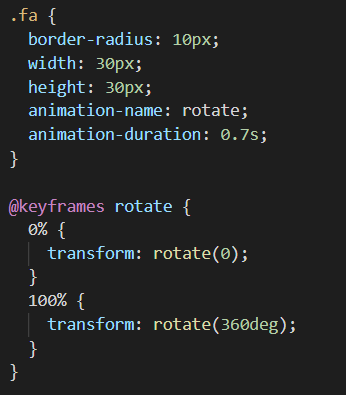 .fa {
  border-radius: 10px;
  width: 30px;
  height: 30px;
  animation-name: rotate;
  animation-duration: 0.7s;
}

@keyframes rotate {
  0% {
    transform: rotate(0);
  }
  100% {
    transform: rotate(360deg);
  }
}